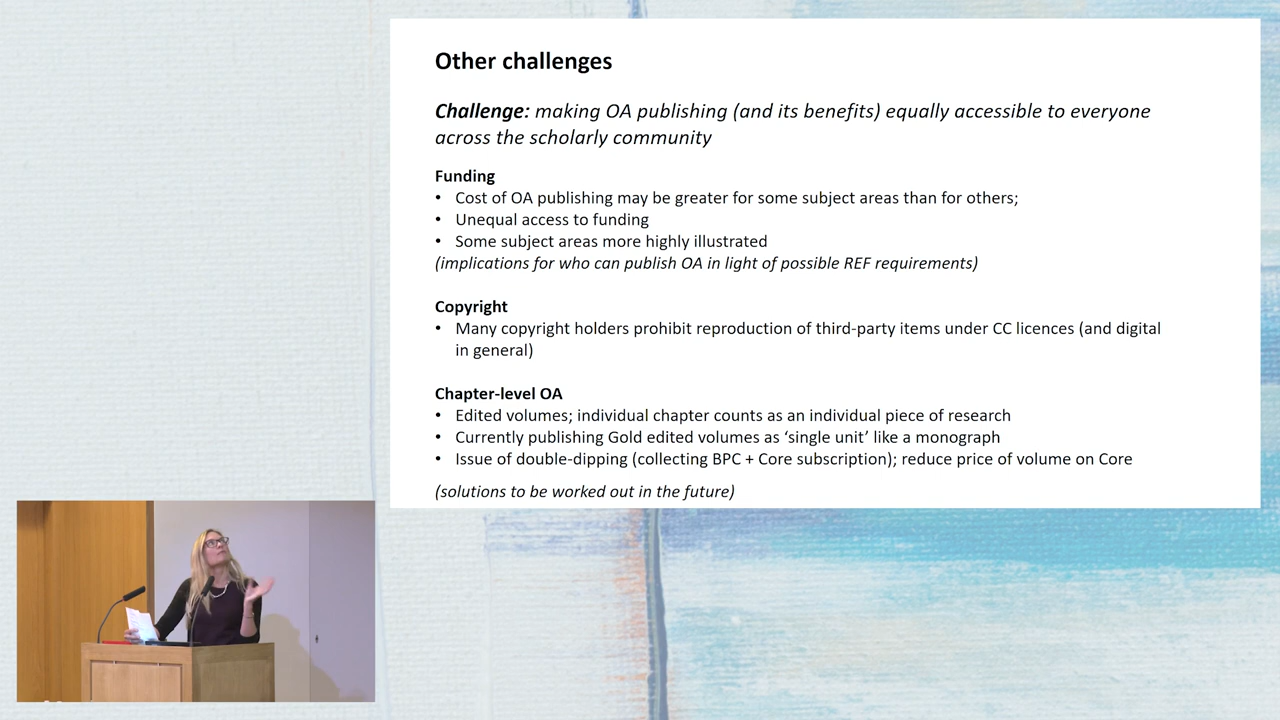 Other challenges
Challenge: making OA publishing (and its benefits) equally accessible to everyone
across the scholarly community
Funding
• Cost of OA publishing may be greater for some subject areas than for others;
• Unequal access to funding
• Some subject areas more highly illustrated
(implications for who can publish OA in light of possible REF requirements)
Copyright
• Many copyright holders prohibit reproduction of third-party items under CC licences (and digital
in general)
Chapter-level OA
• Edited volumes; individual chapter counts as an individual piece of research
• Currently publishing Gold edited volumes as ‘single unit’ like a monograph
• Issue of double-dipping (collecting BPC + Core subscription); reduce price of volume on Core
(solutions to be worked out in the future)